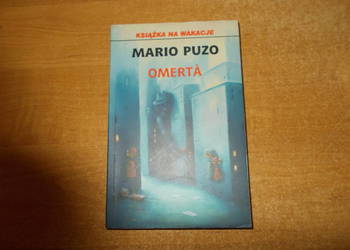 KSIĄŻKA NA WAKACJE
MARIO PUZO
OMERTÀ